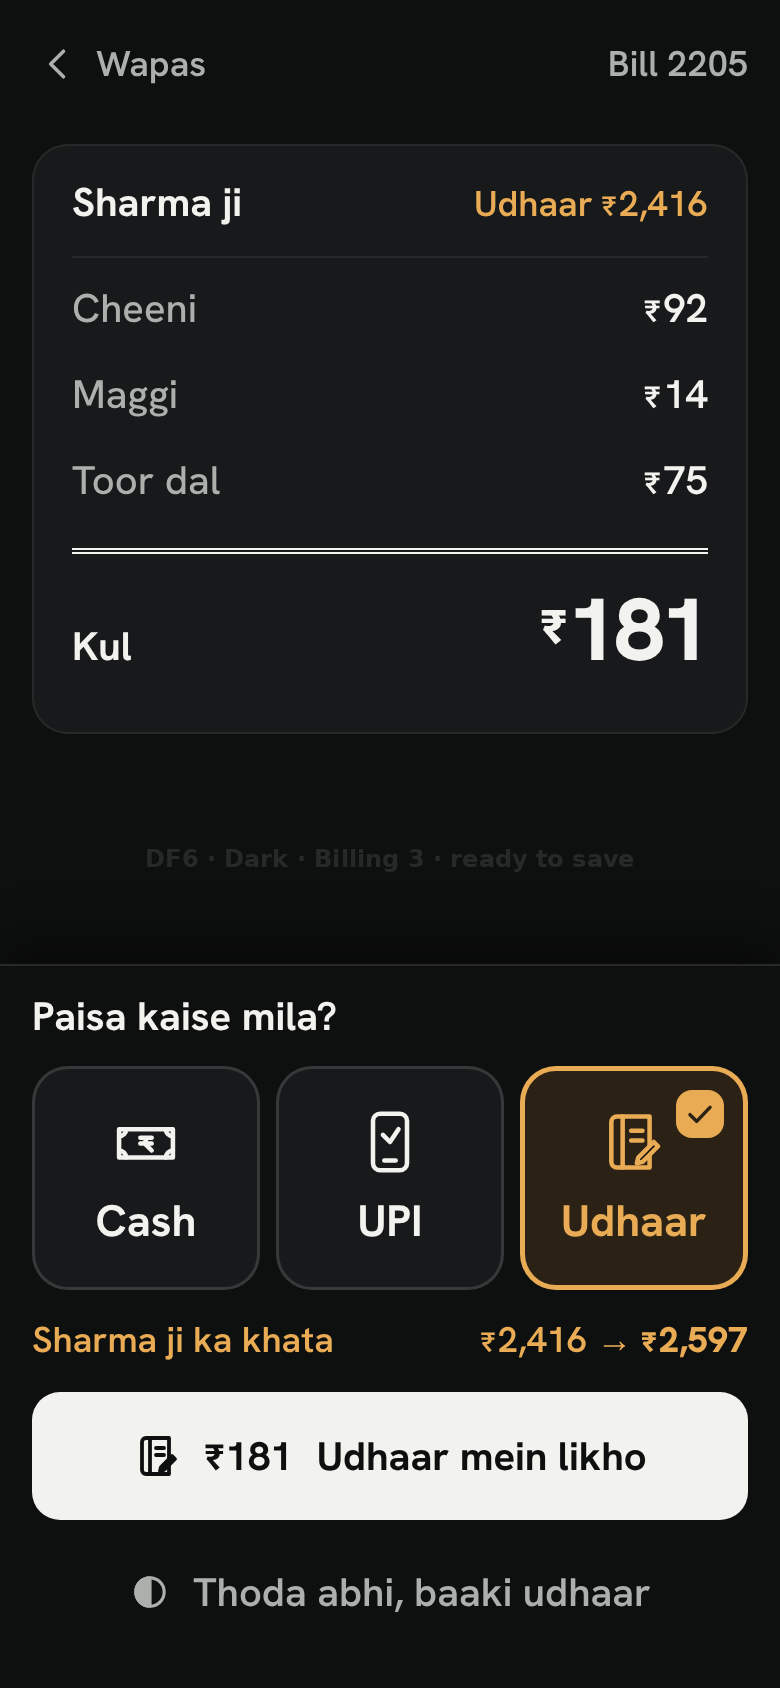 Wapas Bill 2205
Sharma ji Udhaar ₹2,416
Cheeni ₹92
Maggi ₹14
Toor dal ₹75
Kul ₹181
DF6 · Dark · Billing 3 · ready to save
Paisa kaise mila?
₹
Cash UPI Udhaar
Sharma ji ka khata ₹2,416 → ₹2,597
₹181 Udhaar mein likho
Thoda abhi, baaki udhaar